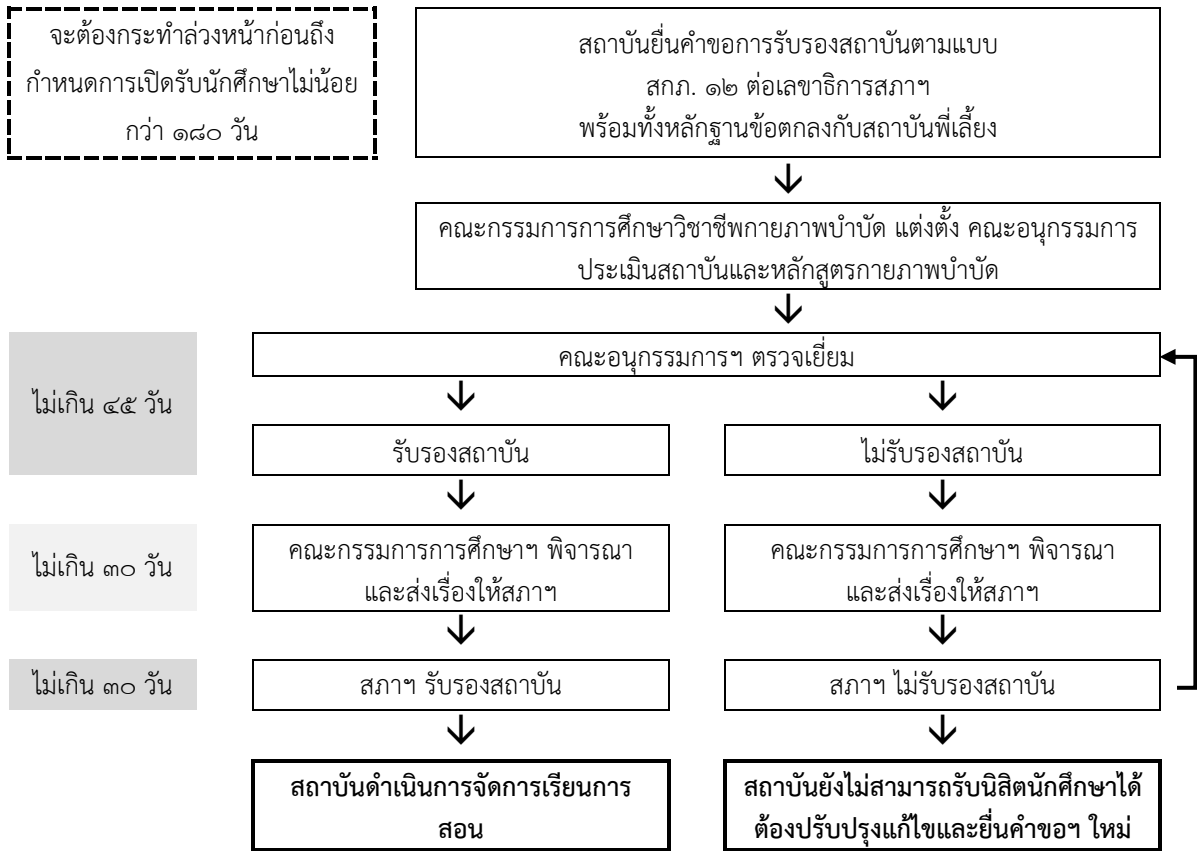 จะต้องกระทำล่วงหน้าก่อนถึง
กำหนดการเปิดรับนักศึกษาไม่น้อย
กว่า ๑๘๐ วัน
สถาบันยื่นคำขอการรับรองสถาบันตามแบบ
สกภ. ๑๒ ต่อเลขาธิการสภาฯ
พร้อมทั้งหลักฐานข้อตกลงกับสถาบันพี่เลี้ยง
คณะกรรมการการศึกษาวิชาชีพกายภาพบำบัด แต่งตั้ง คณะอนุกรรมการ
ประเมินสถาบันและหลักสูตรกายภาพบำบัด
ไม่เกิน ๔๕ วัน
คณะอนุกรรมการฯ ตรวจเยี่ยม
รับรองสถาบัน
ไม่รับรองสถาบัน
ไม่เกิน ๓๐ วัน
คณะกรรมการการศึกษาฯ พิจารณา
และส่งเรื่องให้สภาฯ
คณะกรรมการการศึกษาฯ พิจารณา
และส่งเรื่องให้สภาฯ
ไม่เกิน ๓๐ วัน
สภาฯ รับรองสถาบัน
สภาฯ ไม่รับรองสถาบัน
สถาบันดำเนินการจัดการเรียนการ
สอน
สถาบันยังไม่สามารถรับนิสิตนักศึกษาได้
ต้องปรับปรุงแก้ไขและยื่นคำขอฯ ใหม่